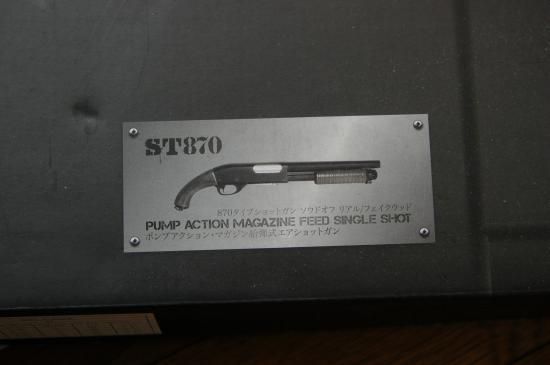 ST870
870タイプショットガン ソウドオフ リアル/フェイクウッド
PUMP ACTION MAGAZINE FEED SINGLE SHOT
ポンプアクション・マガジン給弾式エアショットガン